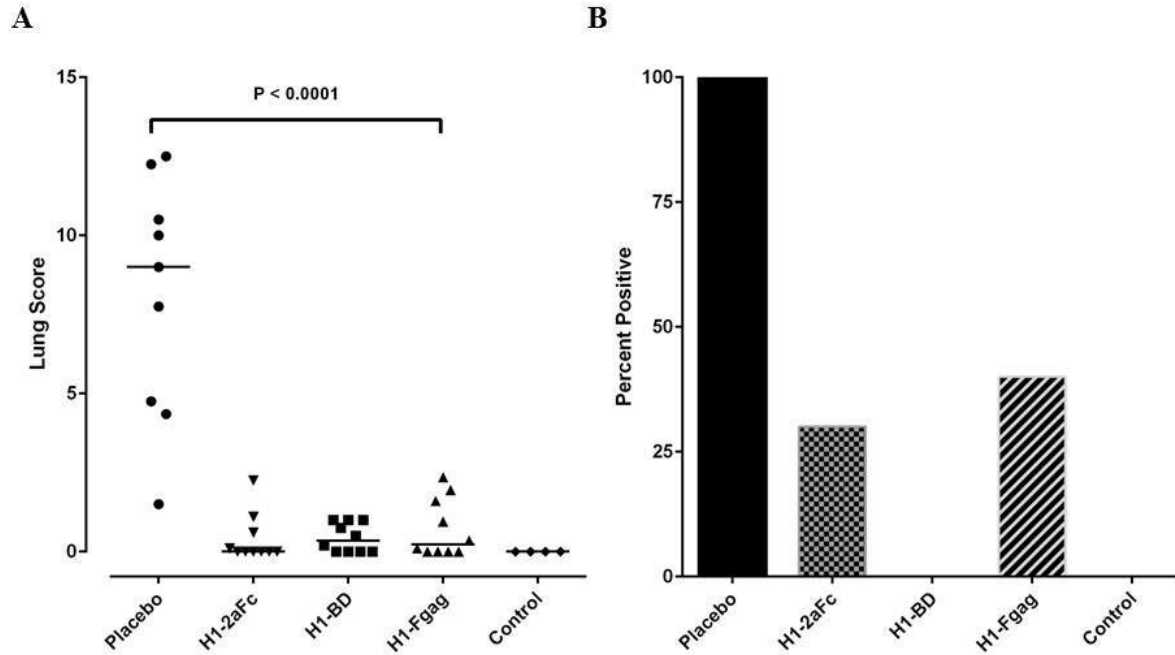 A
B
Lung Score
15
10
5
0
P < 0.0001
Placebo
H1-2aFc
H1-BD
H1-Fgag
Control
Percent Positive
100
75
50
25
0
Placebo
H1-2aFc
H1-BD
H1-Fgag
Control